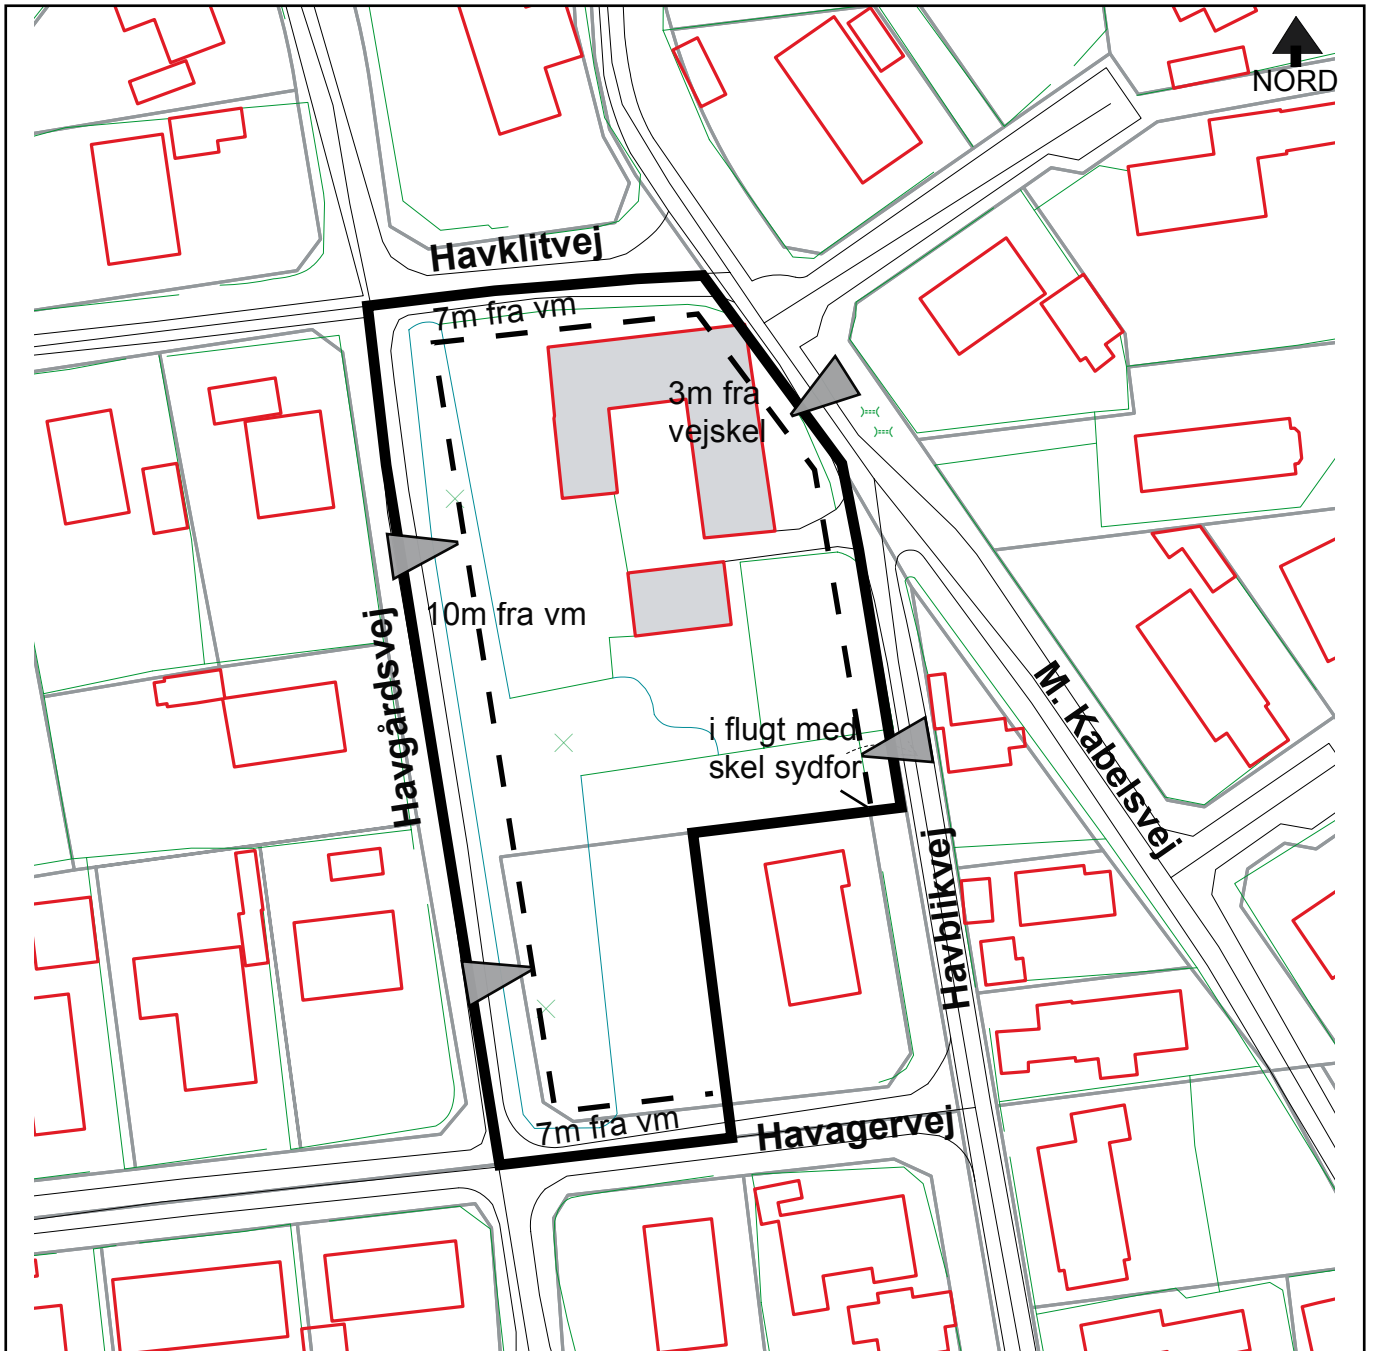 NORD
Havklitvej
7m fra vm
3m fra
vejskel
10m fra vm
Havgårdsvej
i flugt med
skel sydfor
M. Kabelsvej
Havblikvej
7m fra vm
Havagervej